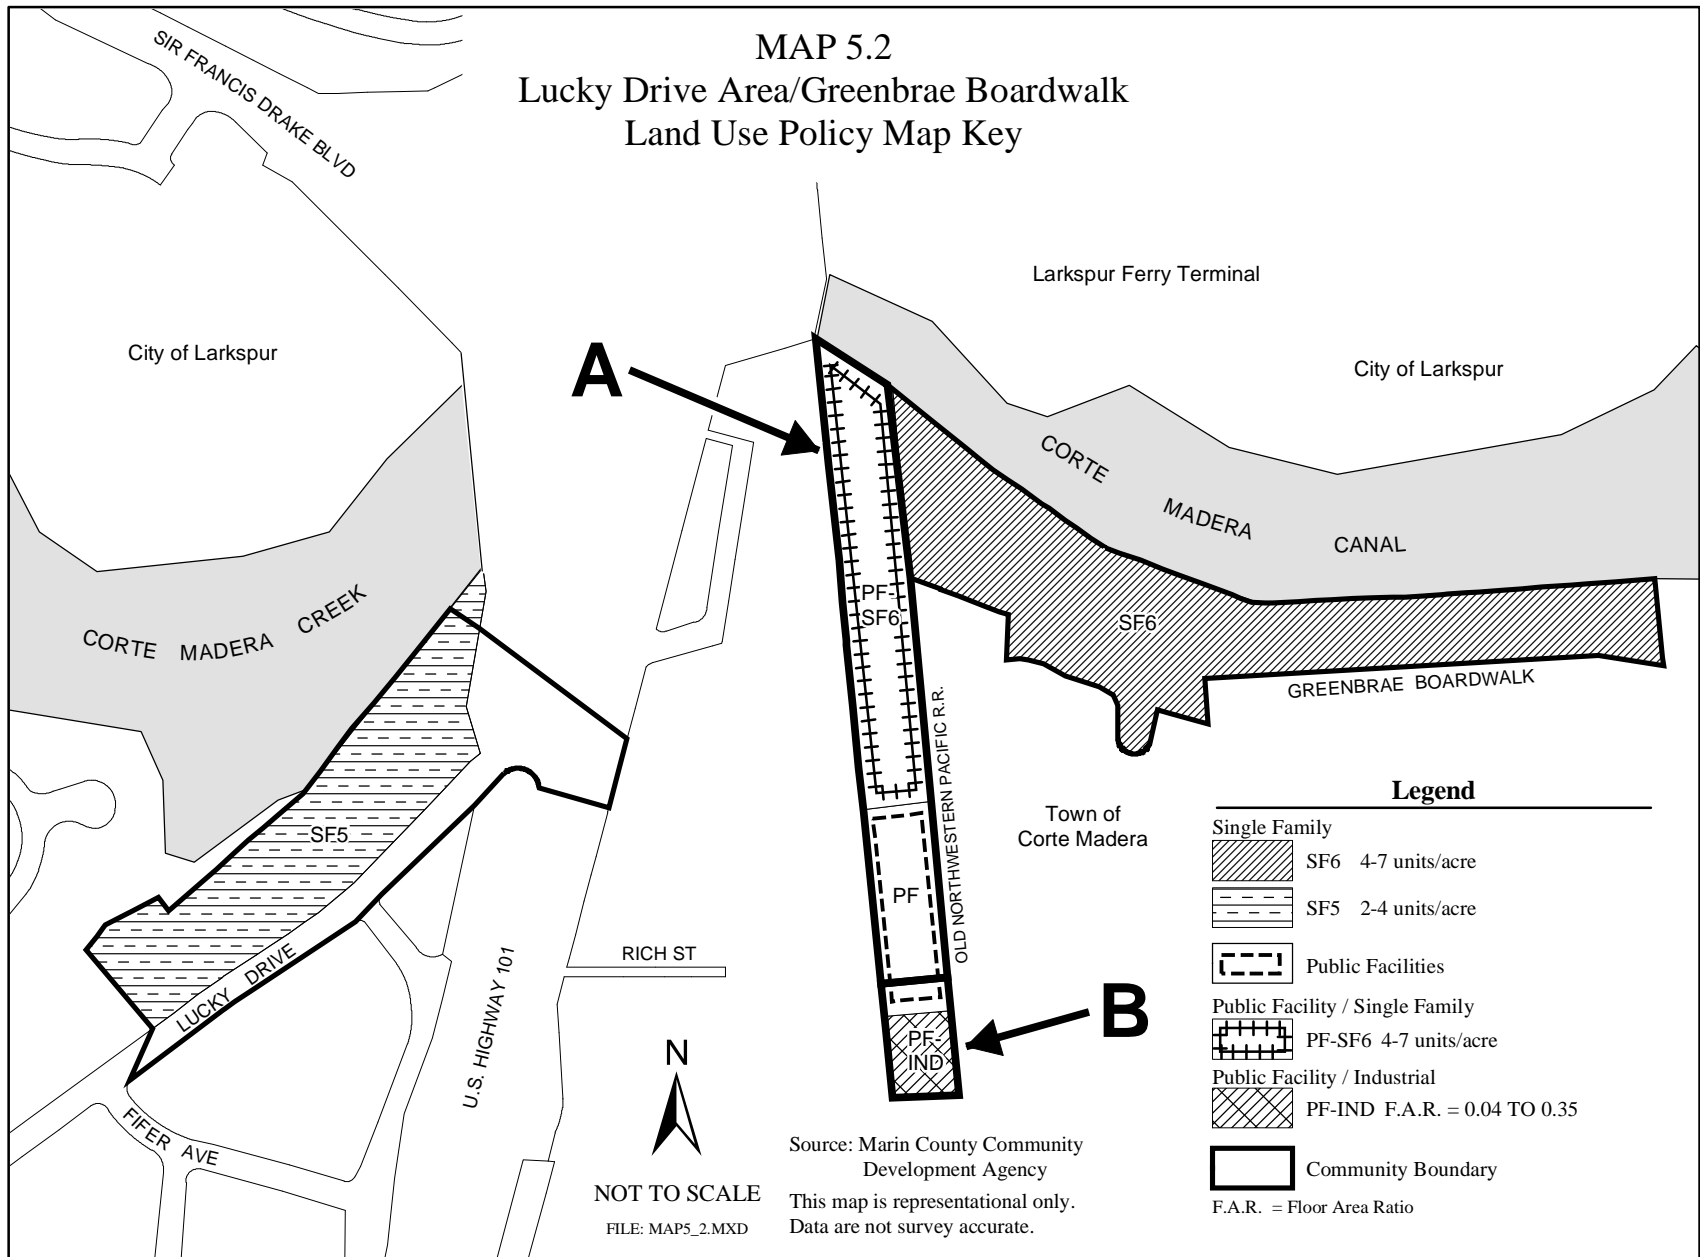 MAP 5.2
Lucky Drive Area/Greenbrae Boardwalk
Land Use Policy Map Key
SIR FRANCIS DRAKE BLVD
Larkspur Ferry Terminal
City of Larkspur
City of Larkspur
A
CORTE MADERA CANAL
CORTE MADERA CREEK
PF-
SF6
SF6
GREENBRAE BOARDWALK
OLD NORTHWESTERN PACIFIC R.R.
SF5
Town of
Corte Madera
PF
LUCKY DRIVE
RICH ST
U.S. HIGHWAY 101
B
PF-
IND
FIFER AVE
N
NOT TO SCALE
FILE: MAP5_2.MXD
Source: Marin County Community
Development Agency
This map is representational only.
Data are not survey accurate.
Legend
Single Family
SF6 4-7 units/acre
SF5 2-4 units/acre
Public Facilities
Public Facility / Single Family
PF-SF6 4-7 units/acre
Public Facility / Industrial
PF-IND F.A.R. = 0.04 TO 0.35
Community Boundary
F.A.R. = Floor Area Ratio